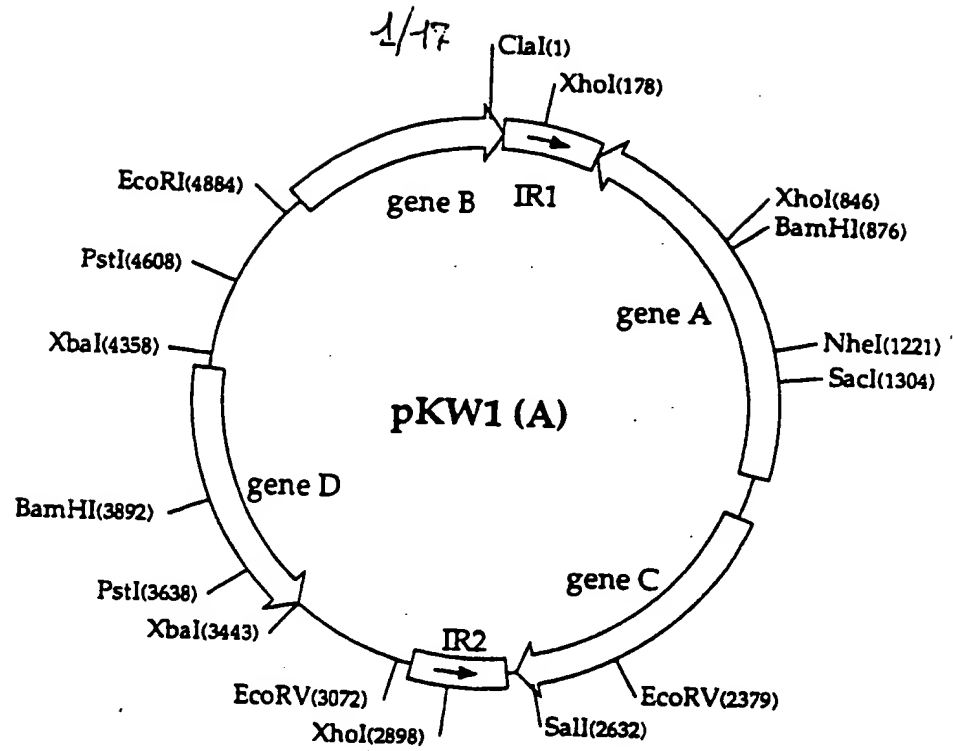 1/17
ClaI(1)
XhoI(178)
EcoRI(4884)
gene B
IR1
XhoI(846)
BamHI(876)
PstI(4608)
gene A
XbaI(4358)
NheI(1221)
SacI(1304)
pKW1 (A)
gene D
BamHI(3892)
gene C
PstI(3638)
XbaI(3443)
IR2
EcoRV(3072)
EcoRV(2379)
XhoI(2898)
SalI(2632)